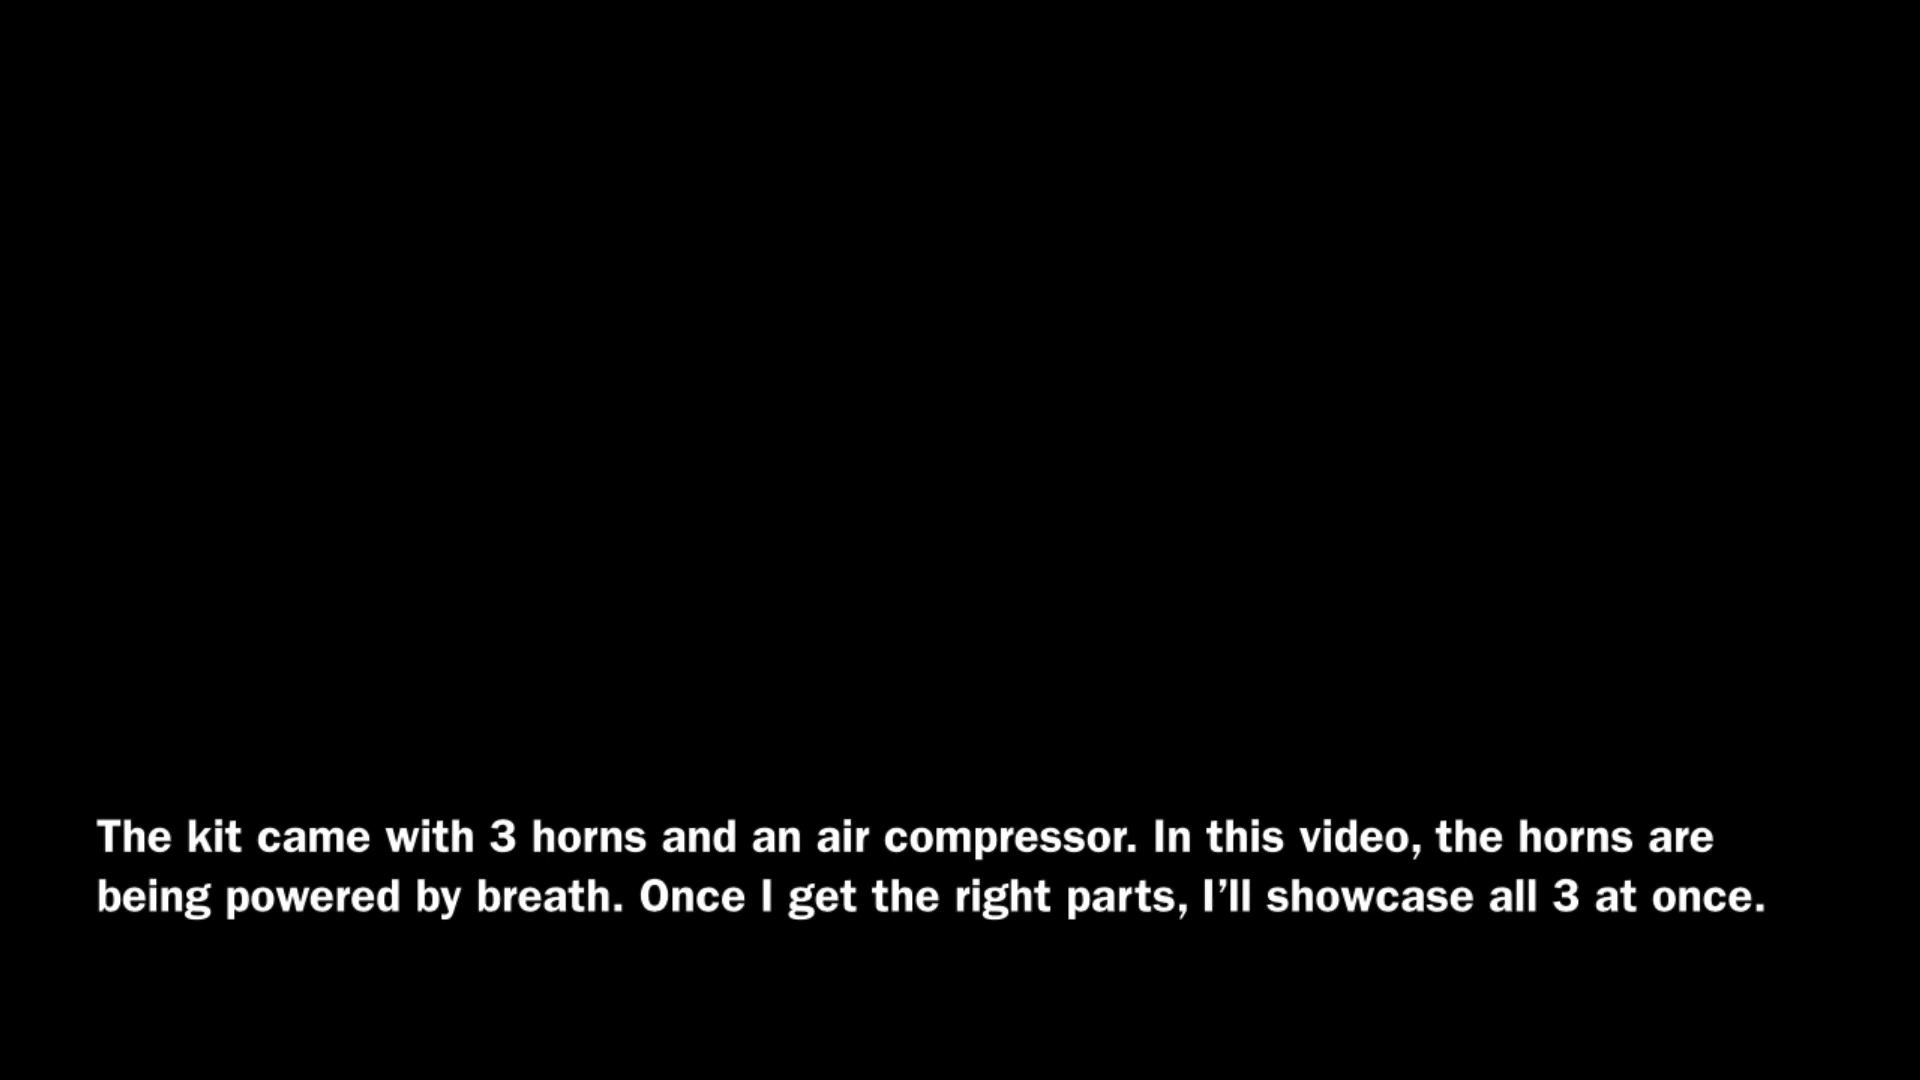 The kit came with 3 horns and an air compressor. In this video, the horns are
being powered by breath. Once I get the right parts, I’ll showcase all 3 at once.